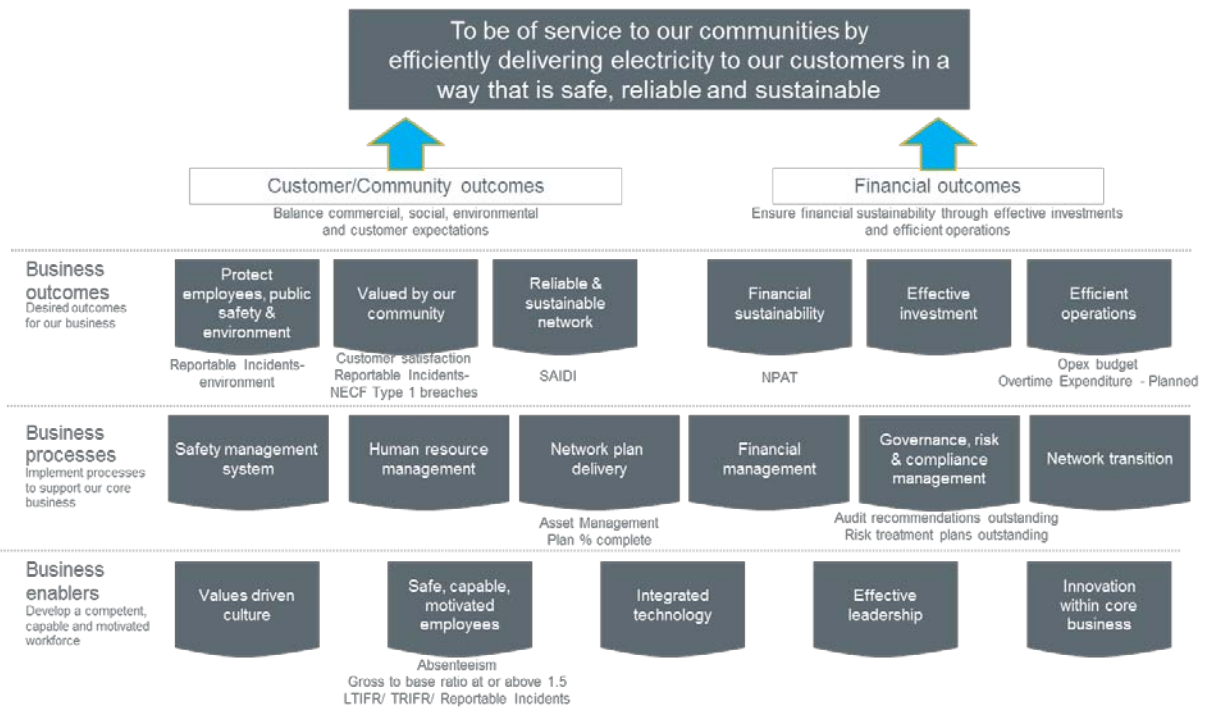 To be of service to our communities by
efficiently delivering electricity to our customers in a
way that is safe, reliable and sustainable
Customer/Community outcomes
Balance commercial, social, environmental
and customer expectations
Financial outcomes
Ensure financial sustainability through effective investments
and efficient operations
Business
outcomes
Desired outcomes
for our business
Protect
employees, public
safety &
environment
Reportable Incidents-
environment
Valued by our
community
Customer satisfaction
Reportable Incidents-
NECF Type 1 breaches
Reliable &
sustainable
network
SAIDI
Financial
sustainability
NPAT
Effective
investment
Efficient
operations
Opex budget
Overtime Expenditure - Planned
Business
processes
Implement processes
to support our core
business
Safety management
system
Human resource
management
Network plan
delivery
Asset Management
Plan % complete
Financial
management
Governance, risk
& compliance
management
Audit recommendations outstanding
Risk treatment plans outstanding
Network transition
Business
enablers
Develop a competent,
capable and motivated
workforce
Values driven
culture
Safe, capable,
motivated
employees
Absenteeism
Gross to base ratio at or above 1.5
LTIFR/ TRIFR/ Reportable Incidents
Integrated
technology
Effective
leadership
Innovation
within core
business